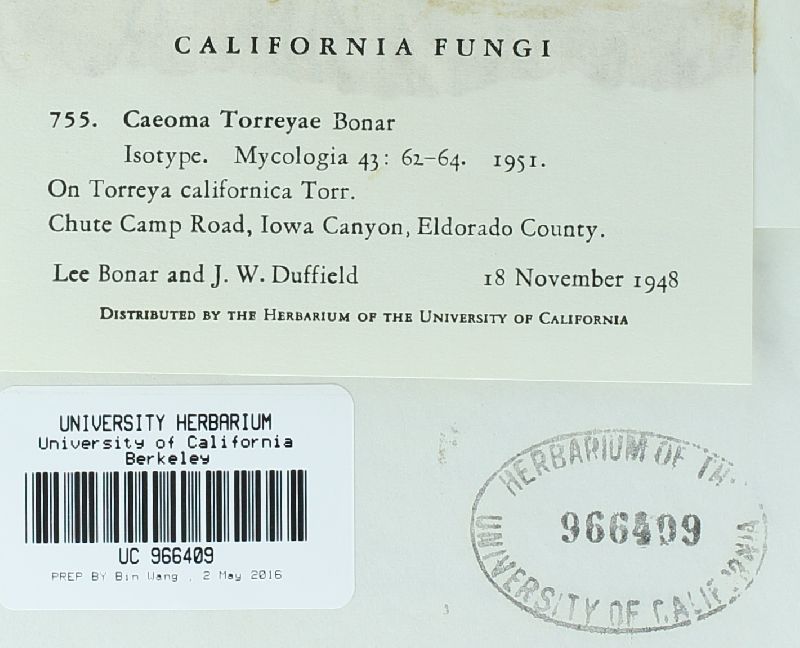 CALIFORNIA FUNGI
755. Caeoma Torreyae Bonar
Isotype. Mycologia 43: 62–64. 1951.
On Torreya californica Torr.
Chute Camp Road, Iowa Canyon, Eldorado County.
Lee Bonar and J. W. Duffield 18 November 1948
Distributed by the Herbarium of the University of California
UNIVERSITY HERBARIUM
University of California
Berkeley
UC 966409
PREP BY Bin Wang , 2 May 2016
HERBARIUM OF TH
966409
UNIVERSITY OF CALIFORNIA